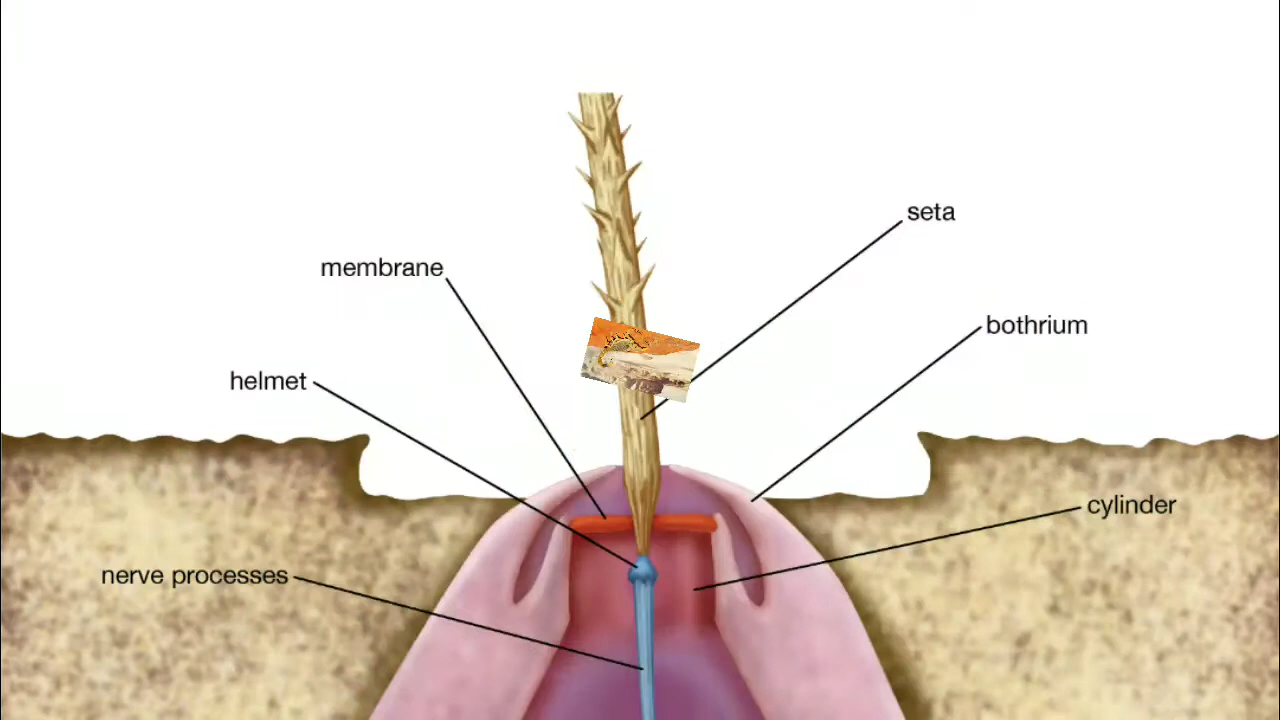 seta
membrane
bothrium
helmet
cylinder
nerve processes